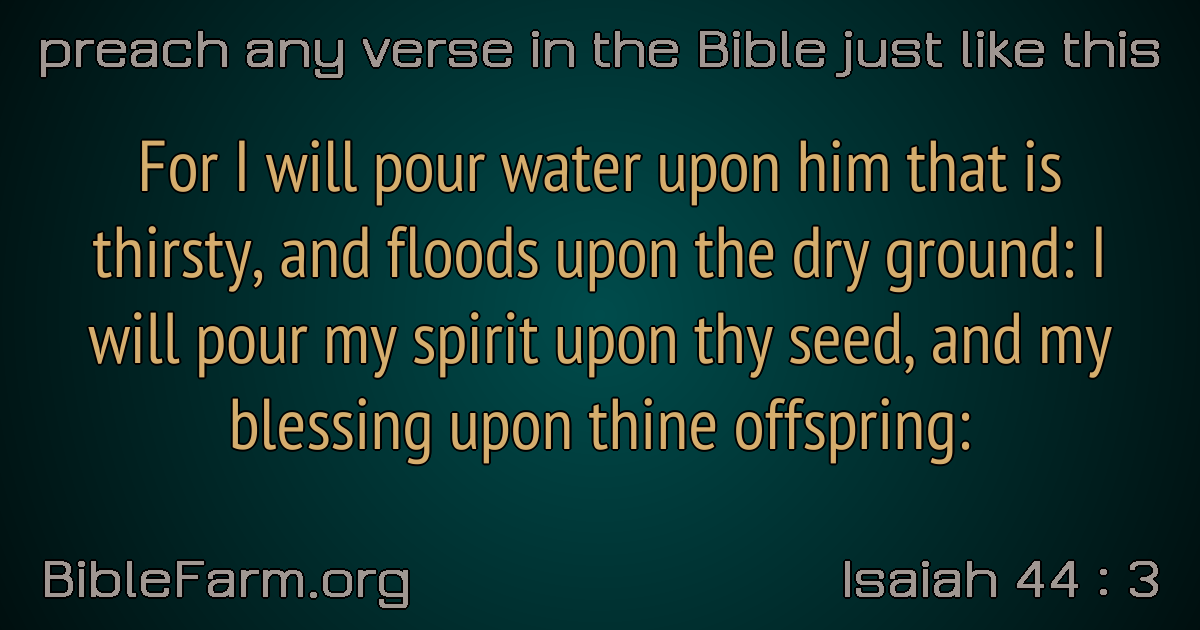 preach any verse in the Bible just like this
For I will pour water upon him that is
thirsty, and floods upon the dry ground: I
will pour my spirit upon thy seed, and my
blessing upon thine offspring:
BibleFarm.org
Isaiah 44 : 3